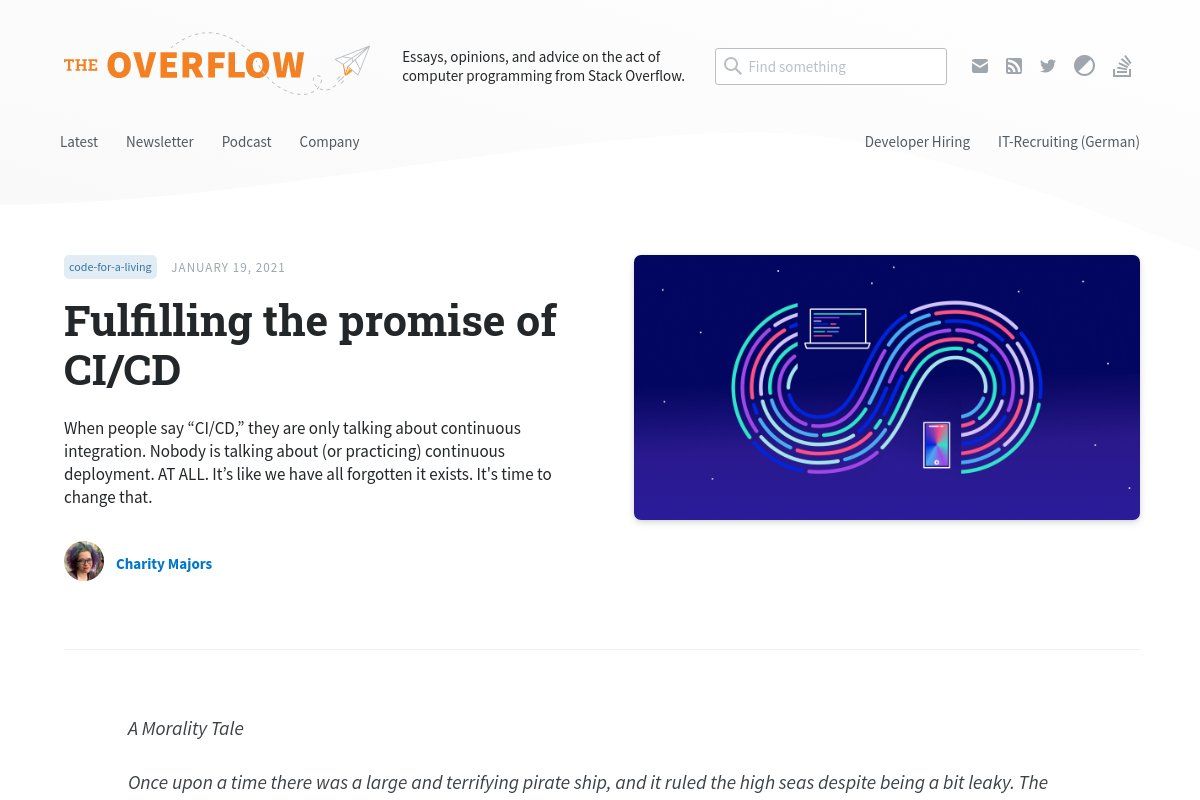 THE OVERFLOW
Essays, opinions, and advice on the act of
computer programming from Stack Overflow.
Find something
Latest Newsletter Podcast Company
Developer Hiring IT-Recruiting (German)
code-for-a-living JANUARY 19, 2021
Fulfilling the promise of
CI/CD
When people say “CI/CD,” they are only talking about continuous
integration. Nobody is talking about (or practicing) continuous
deployment. AT ALL. It’s like we have all forgotten it exists. It's time to
change that.
Charity Majors
A Morality Tale
Once upon a time there was a large and terrifying pirate ship, and it ruled the high seas despite being a bit leaky. The